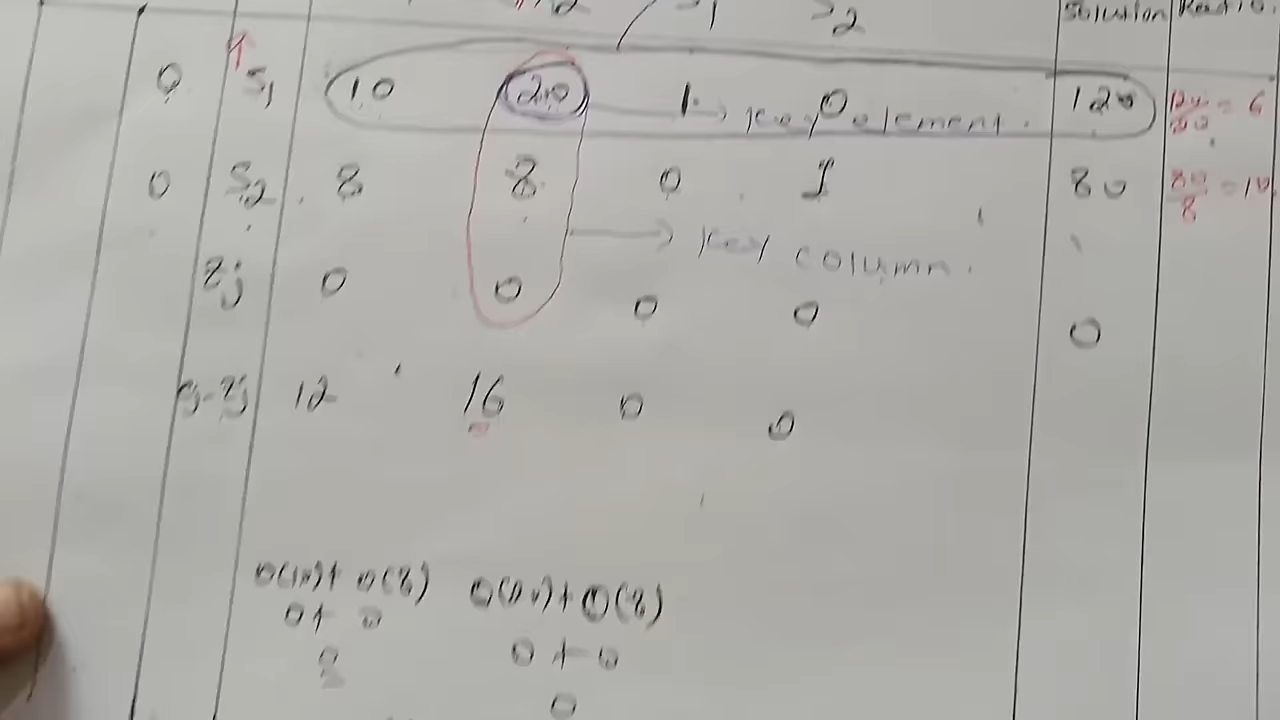 1 2 Solution Ratio.
0 S1 10 20 1 0 120 120/20 = 6
→ Key element.
0 S2 8 8 0 1 80 80/8 = 10
→ Key column.
Zj 0 0 0 0 0
Cj-Zj 12 16 0 0
0(10)+ 0(8) 0(20)+0(8)
0+ 0 0 + 0
0